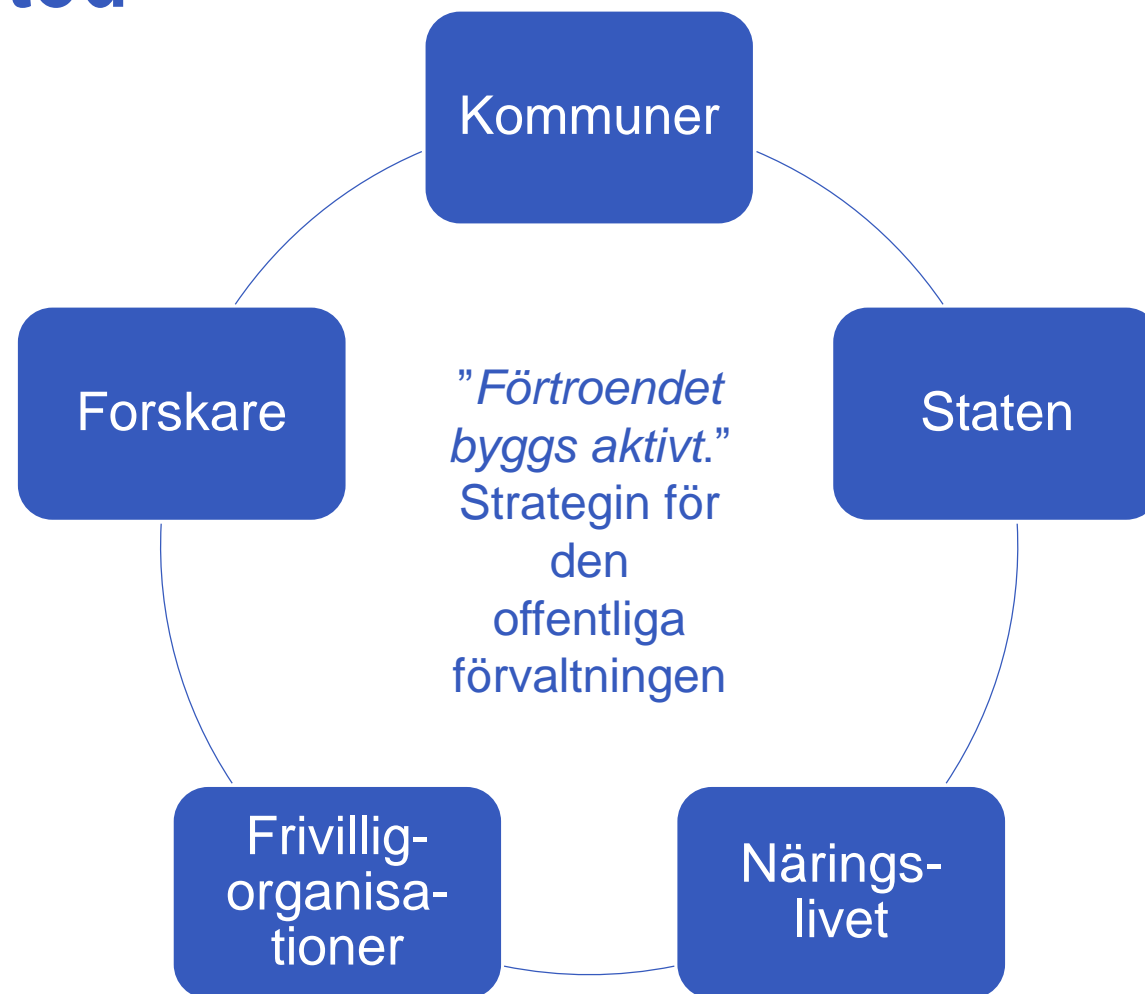 Kommuner
Forskare
Staten
”Förtroendet
byggs aktivt.”
Strategin för
den
offentliga
förvaltningen
Frivillig-
organisa-
tioner
Närings-
livet